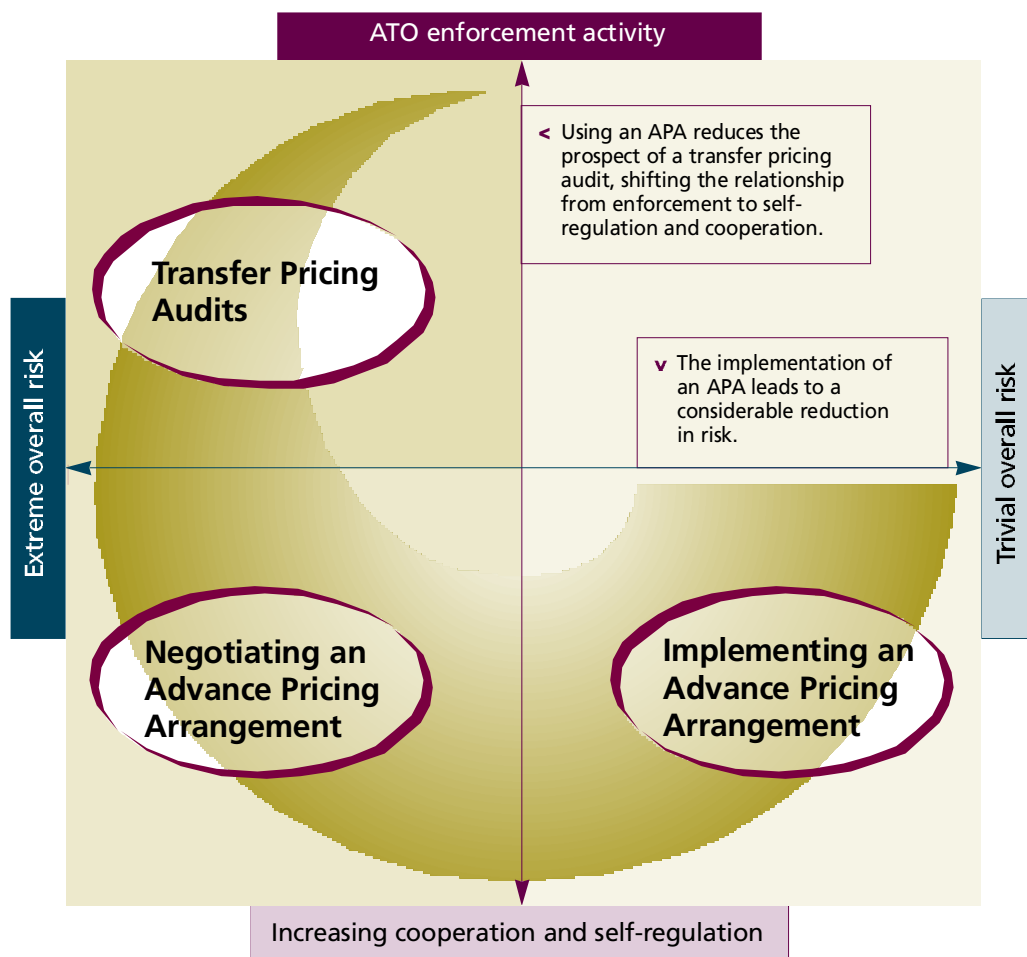 ATO enforcement activity
< Using an APA reduces the
prospect of a transfer pricing
audit, shifting the relationship
from enforcement to self-
regulation and cooperation.
Transfer Pricing
Audits
v The implementation of
an APA leads to a
considerable reduction
in risk.
Extreme overall risk
Trivial overall risk
Negotiating an
Advance Pricing
Arrangement
Implementing an
Advance Pricing
Arrangement
Increasing cooperation and self-regulation